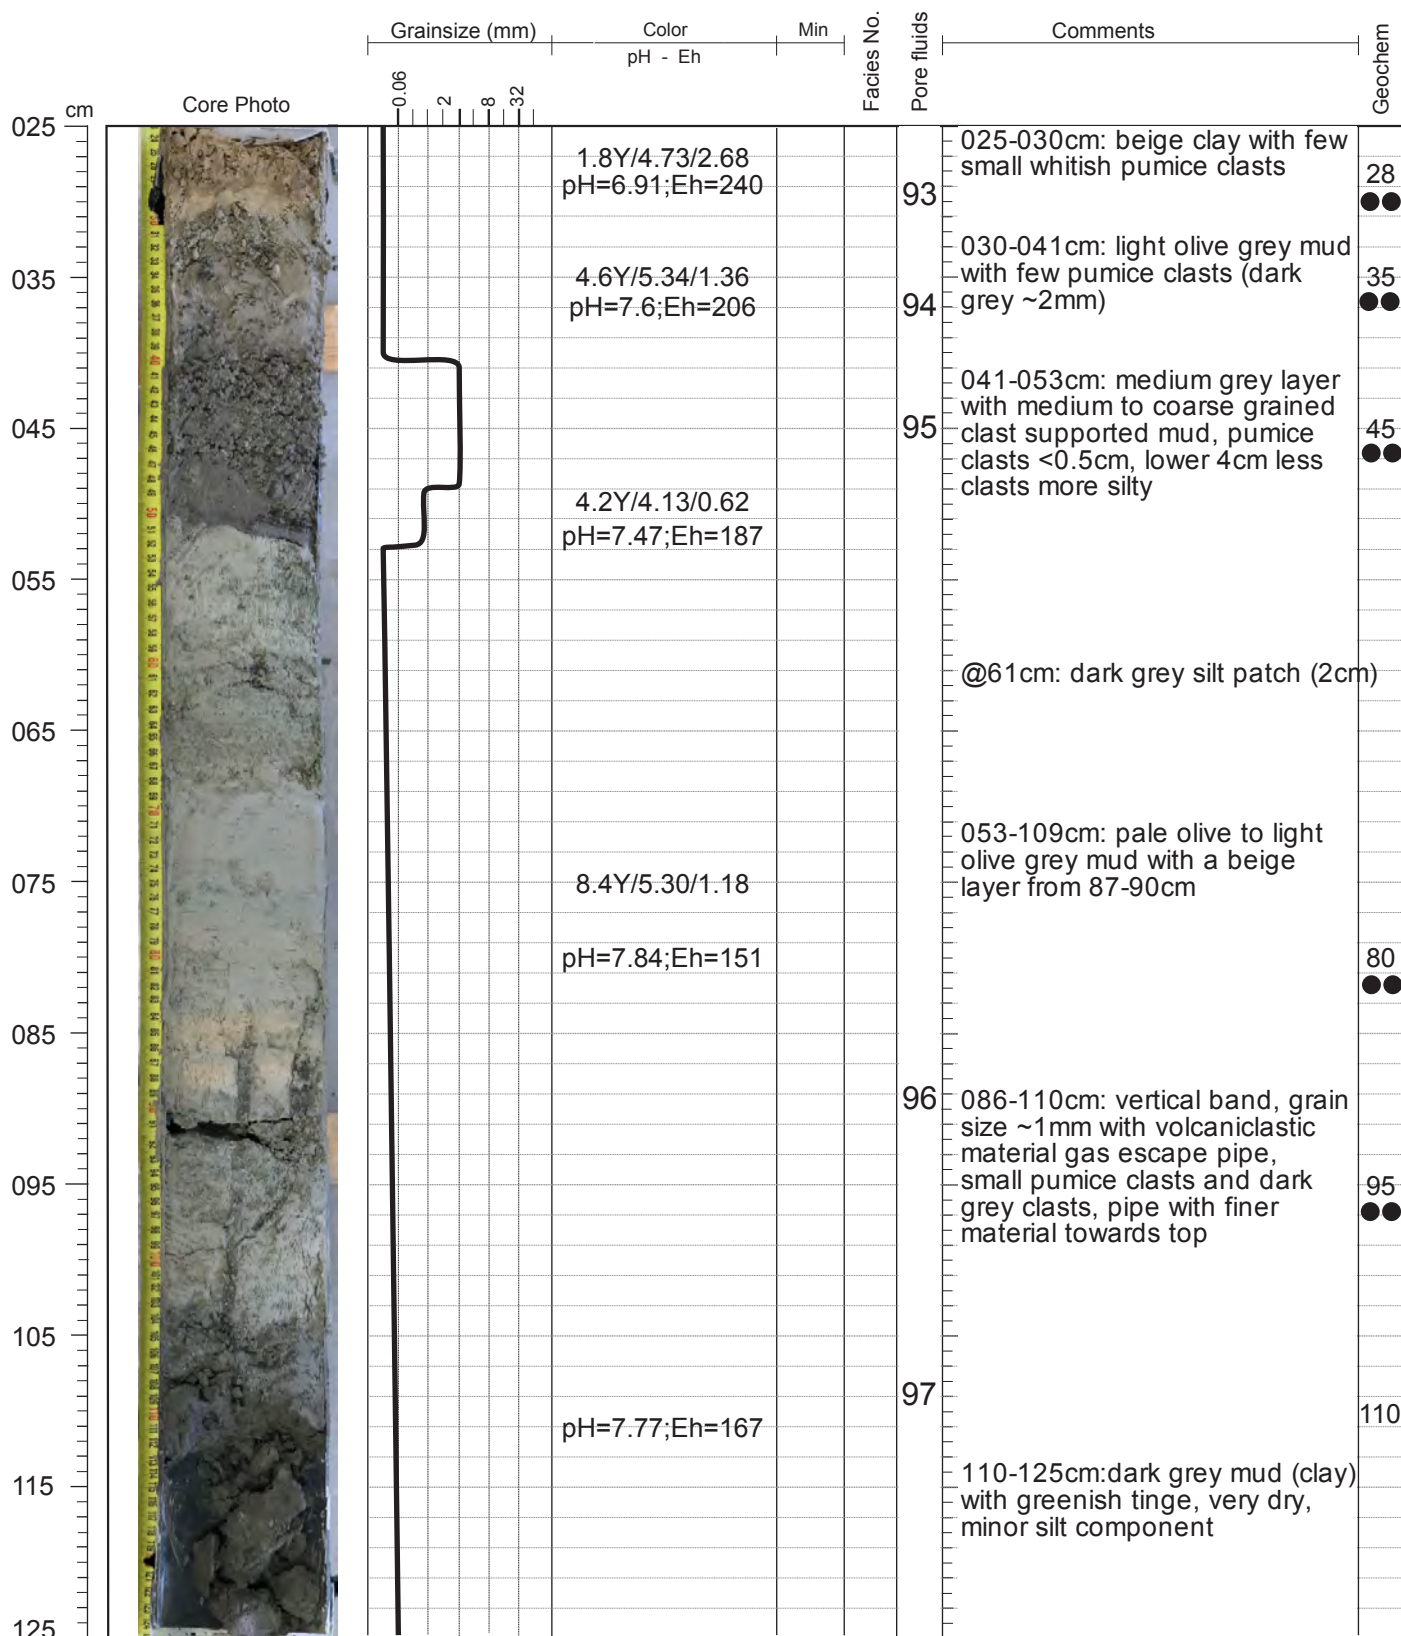 Grainsize (mm)
Color
Min
pH - Eh
Facies No.
Pore fluids
Comments
Geochem
cm
Core Photo
0.06
2
8
32
025
025-030cm: beige clay with few
small whitish pumice clasts
1.8Y/4.73/2.68
pH=6.91;Eh=240
93
28
030-041cm: light olive grey mud
with few pumice clasts (dark
grey ~2mm)
035
4.6Y/5.34/1.36
pH=7.6;Eh=206
94
35
041-053cm: medium grey layer
with medium to coarse grained
clast supported mud, pumice
clasts <0.5cm, lower 4cm less
clasts more silty
045
95
45
4.2Y/4.13/0.62
pH=7.47;Eh=187
055
@61cm: dark grey silt patch (2cm)
065
053-109cm: pale olive to light
olive grey mud with a beige
layer from 87-90cm
075
8.4Y/5.30/1.18
pH=7.84;Eh=151
80
085
96
086-110cm: vertical band, grain
size ~1mm with volcaniclastic
material gas escape pipe,
small pumice clasts and dark
grey clasts, pipe with finer
material towards top
095
95
105
97
110
pH=7.77;Eh=167
110-125cm:dark grey mud (clay)
with greenish tinge, very dry,
minor silt component
115
125